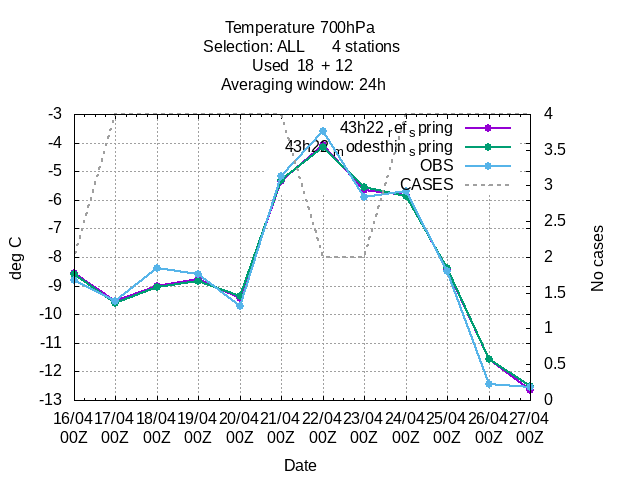 Temperature 700hPa
Selection: ALL 4 stations
Used 18 + 12
Averaging window: 24h
-3
-4
-5
-6
-7
-8
-9
-10
-11
-12
-13
deg C
43h22 refspring
modesthinspring
OBS
CASES
4
3.5
3
2.5
2
1.5
1
0.5
0
No cases
16/04 17/04 18/04 19/04 20/04 21/04 22/04 23/04 24/04 25/04 26/04 27/04
00Z 00Z 00Z 00Z 00Z 00Z 00Z 00Z 00Z 00Z 00Z 00Z
Date